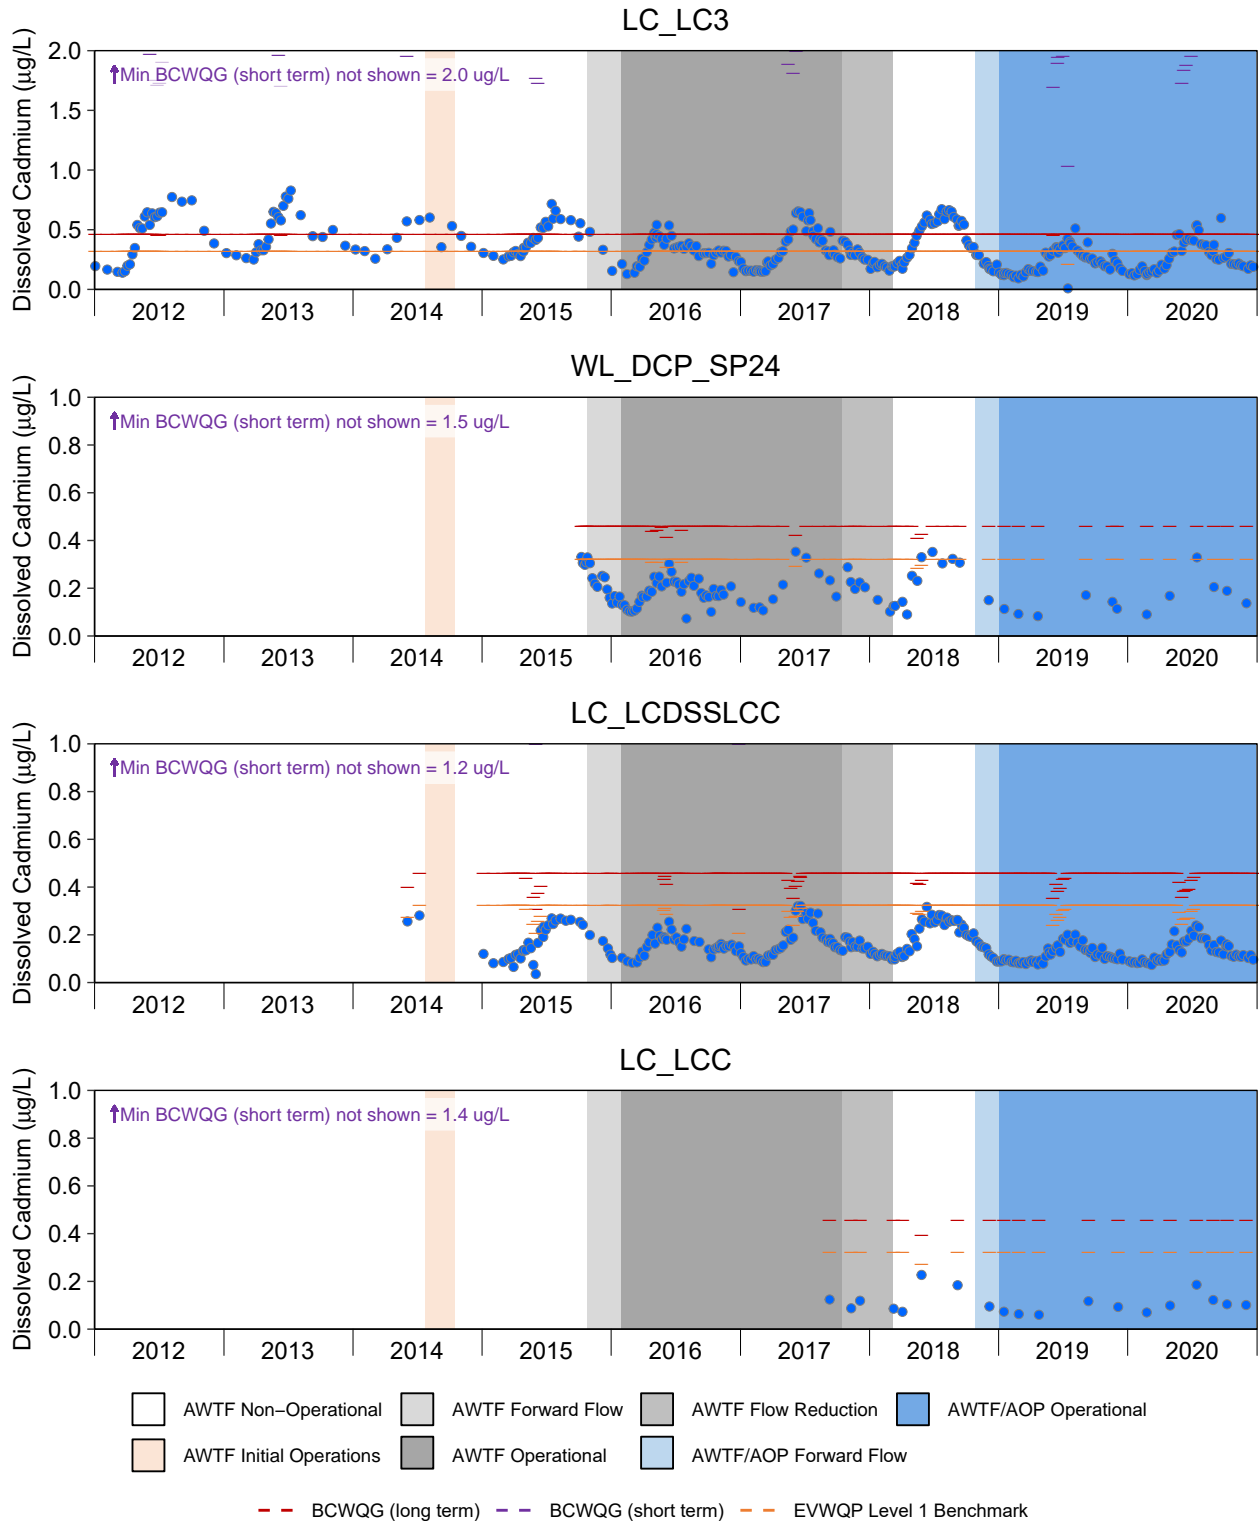 LC_LC3
Dissolved Cadmium (µg/L)
2.0
1.5
1.0
0.5
0.0
Min BCWQG (short term) not shown = 2.0 ug/L
2012 2013 2014 2015 2016 2017 2018 2019 2020
WL_DCP_SP24
Dissolved Cadmium (µg/L)
1.0
0.8
0.6
0.4
0.2
0.0
Min BCWQG (short term) not shown = 1.5 ug/L
2012 2013 2014 2015 2016 2017 2018 2019 2020
LC_LCDSSLCC
Dissolved Cadmium (µg/L)
1.0
0.8
0.6
0.4
0.2
0.0
Min BCWQG (short term) not shown = 1.2 ug/L
2012 2013 2014 2015 2016 2017 2018 2019 2020
LC_LCC
Dissolved Cadmium (µg/L)
1.0
0.8
0.6
0.4
0.2
0.0
Min BCWQG (short term) not shown = 1.4 ug/L
2012 2013 2014 2015 2016 2017 2018 2019 2020
AWTF Non−Operational AWTF Forward Flow AWTF Flow Reduction AWTF/AOP Operational
AWTF Initial Operations AWTF Operational AWTF/AOP Forward Flow
BCWQG (long term) BCWQG (short term) EVWQP Level 1 Benchmark